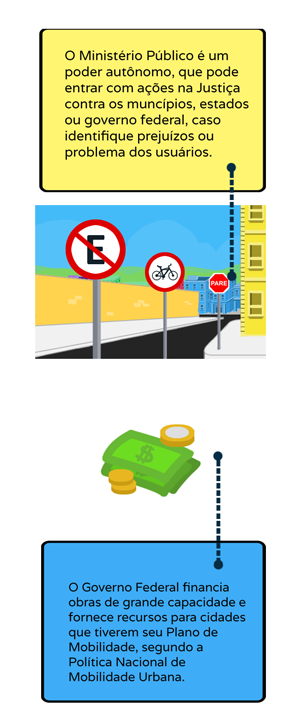 O Ministério Público é um
poder autônomo, que pode
entrar com ações na Justiça
contra os muncípios, estados
ou governo federal, caso
identifique prejuízos ou
problema dos usuários.
E
PARE
$
O Governo Federal financia
obras de grande capacidade e
fornece recursos para cidades
que tiverem seu Plano de
Mobilidade, segundo a
Política Nacional de
Mobilidade Urbana.